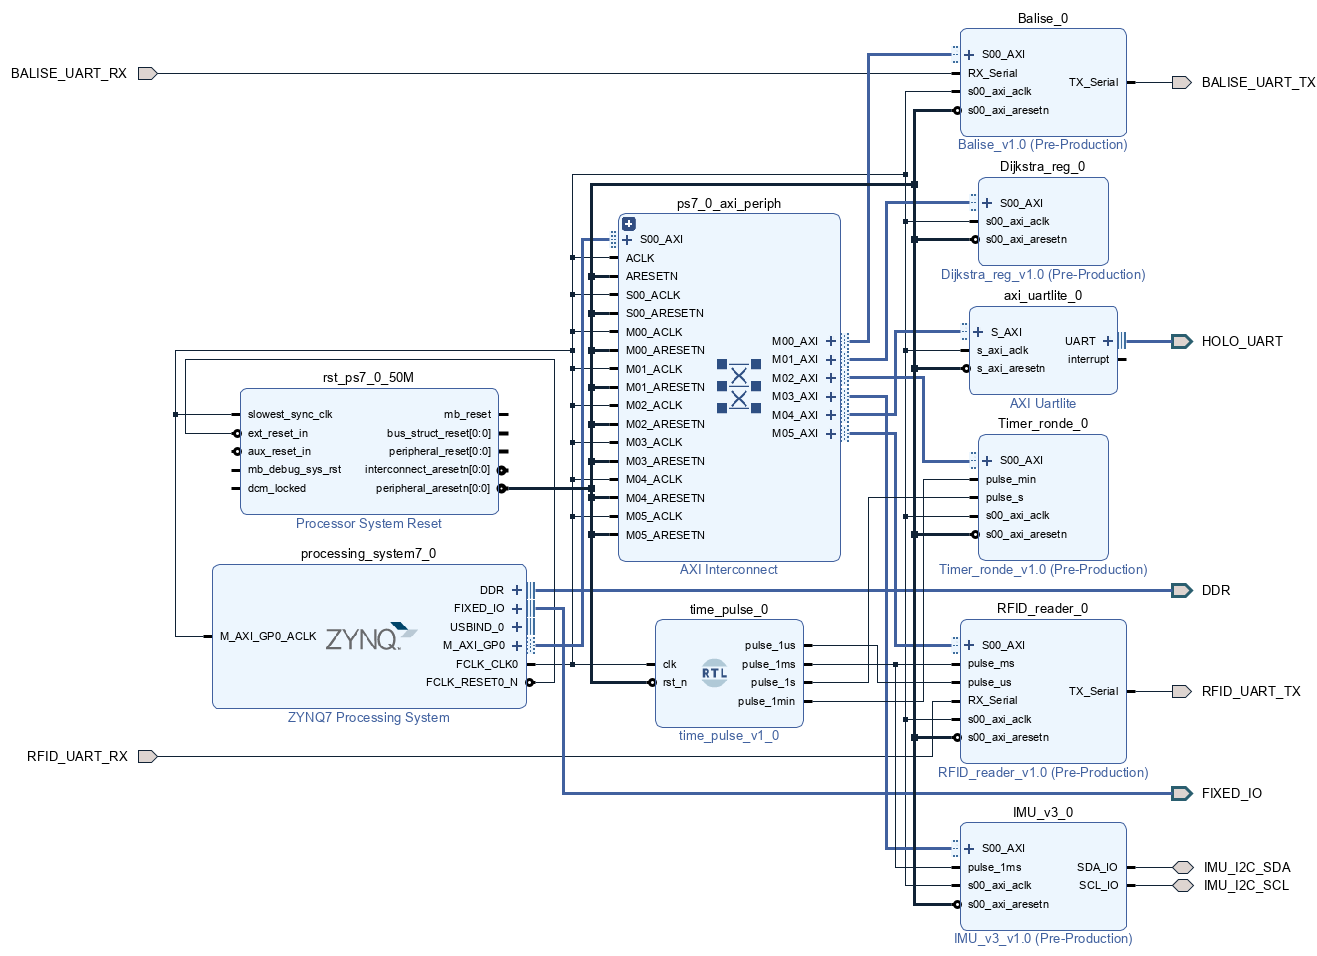 BALISE_UART_RX
Balise_0
S00_AXI
RX_Serial
s00_axi_aclk
s00_axi_aresetn
TX_Serial
Balise_v1.0 (Pre-Production)
BALISE_UART_TX
Dijkstra_reg_0
S00_AXI
s00_axi_aclk
s00_axi_aresetn
Dijkstra_reg_v1.0 (Pre-Production)
ps7_0_axi_periph
S00_AXI
ACLK
ARESETN
S00_ACLK
S00_ARESETN
M00_ACLK
M00_ARESETN
M01_ACLK
M01_ARESETN
M02_ACLK
M02_ARESETN
M03_ACLK
M03_ARESETN
M04_ACLK
M04_ARESETN
M05_ACLK
M05_ARESETN
M00_AXI
M01_AXI
M02_AXI
M03_AXI
M04_AXI
M05_AXI
AXI Interconnect
axi_uartlite_0
S_AXI
s_axi_aclk
s_axi_aresetn
UART
interrupt
AXI Uartlite
HOLO_UART
rst_ps7_0_50M
slowest_sync_clk
ext_reset_in
aux_reset_in
mb_debug_sys_rst
dcm_locked
mb_reset
bus_struct_reset[0:0]
peripheral_reset[0:0]
interconnect_aresetn[0:0]
peripheral_aresetn[0:0]
Processor System Reset
Timer_ronde_0
S00_AXI
pulse_min
pulse_s
s00_axi_aclk
s00_axi_aresetn
Timer_ronde_v1.0 (Pre-Production)
processing_system7_0
M_AXI_GP0_ACLK
ZYNQ
DDR
FIXED_IO
USBIND_0
M_AXI_GP0
FCLK_CLK0
FCLK_RESET0_N
ZYNQ7 Processing System
DDR
time_pulse_0
clk
rst_n
RTL
pulse_1us
pulse_1ms
pulse_1s
pulse_1min
time_pulse_v1_0
RFID_reader_0
S00_AXI
pulse_ms
pulse_us
RX_Serial
s00_axi_aclk
s00_axi_aresetn
TX_Serial
RFID_reader_v1.0 (Pre-Production)
RFID_UART_TX
RFID_UART_RX
FIXED_IO
IMU_v3_0
S00_AXI
pulse_1ms
s00_axi_aclk
s00_axi_aresetn
SDA_IO
SCL_IO
IMU_v3_v1.0 (Pre-Production)
IMU_I2C_SDA
IMU_I2C_SCL